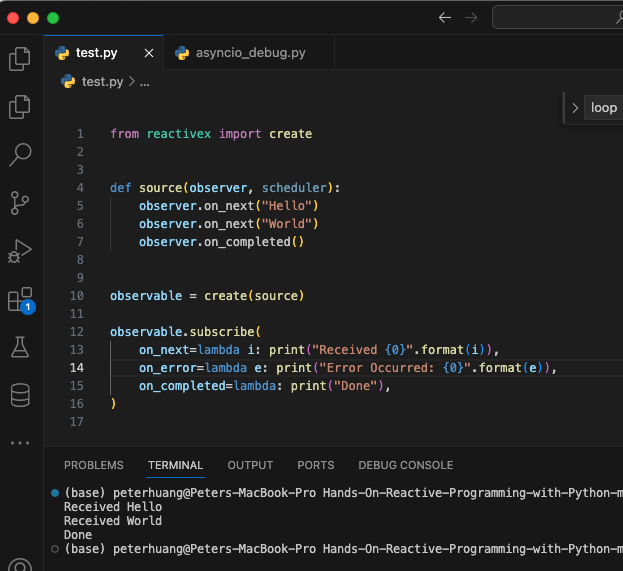 test.py
asyncio_debug.py
test.py > ...
loop
1 from reactivex import create
2
3
4 def source(observer, scheduler):
5 observer.on_next("Hello")
6 observer.on_next("World")
7 observer.on_completed()
8
9
10 observable = create(source)
11
12 observable.subscribe(
13 on_next=lambda i: print("Received {0}".format(i)),
14 on_error=lambda e: print("Error Occurred: {0}".format(e)),
15 on_completed=lambda: print("Done"),
16 )
17
1
PROBLEMS TERMINAL OUTPUT PORTS DEBUG CONSOLE
(base) peterhuang@Peters-MacBook-Pro Hands-On-Reactive-Programming-with-Python-m
Received Hello
Received World
Done
(base) peterhuang@Peters-MacBook-Pro Hands-On-Reactive-Programming-with-Python-m